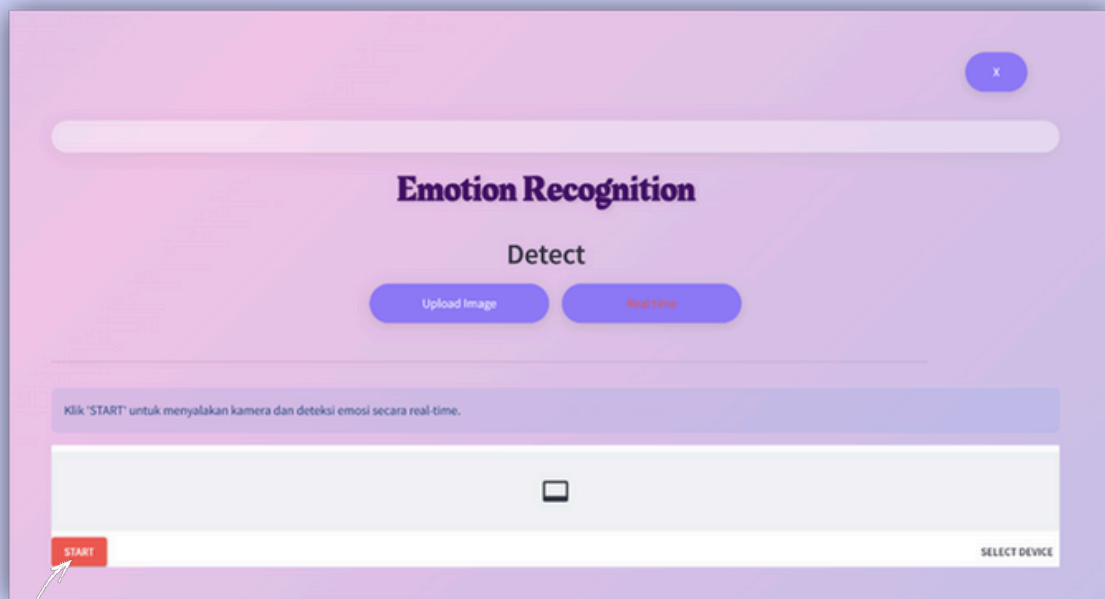 X
Emotion Recognition
Detect
Upload Image Real time
Klik 'START' untuk menyalakan kamera dan deteksi emosi secara real-time.
START SELECT DEVICE